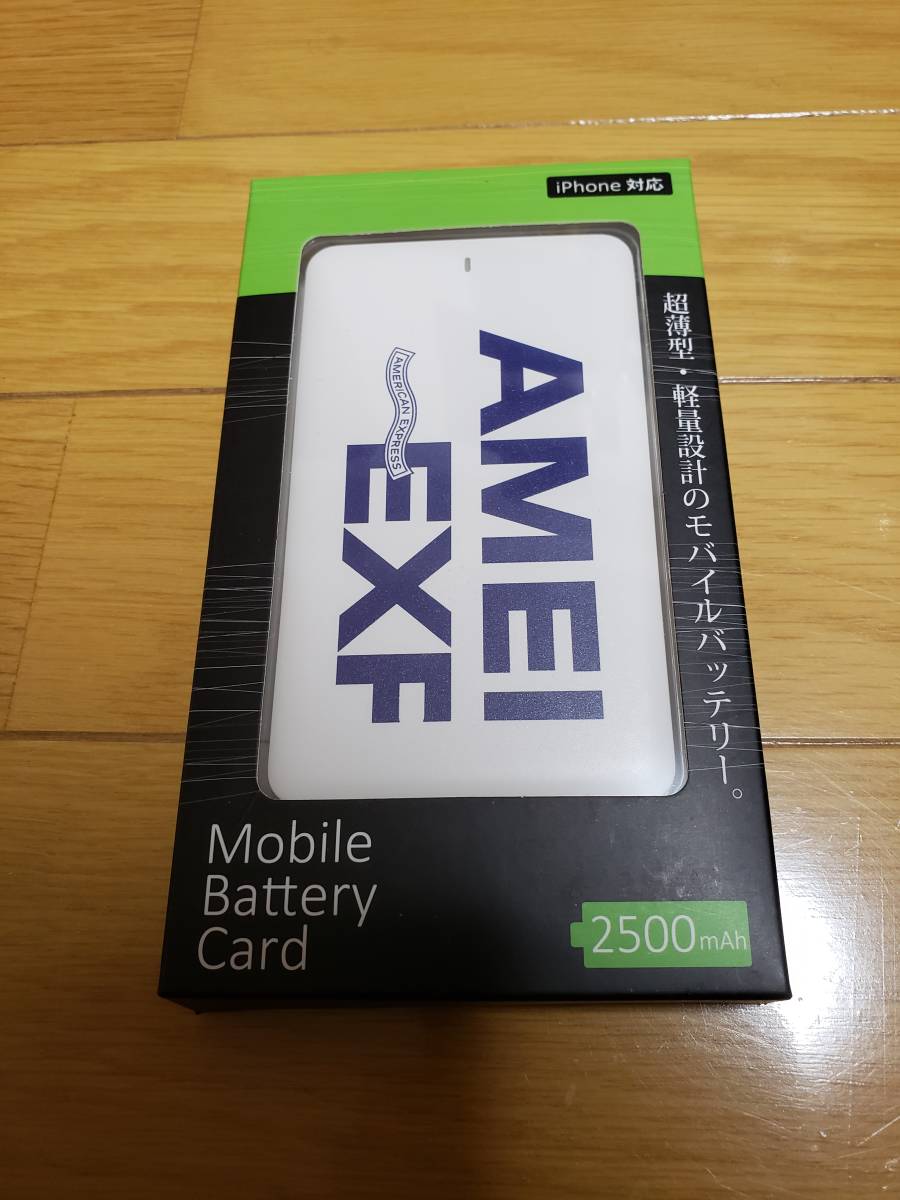 iPhone 対応
超薄型・軽量設計のモバイルバッテリー。
AMEI
AMERICAN EXPRESS
EXF
Mobile
Battery
Card
2500mAh